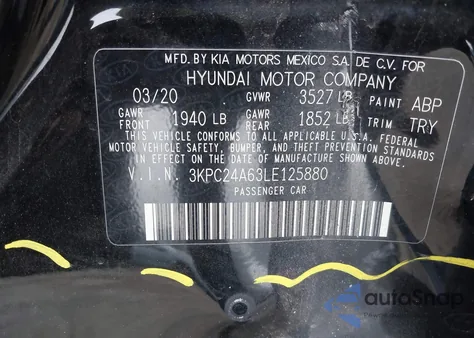 MFD. BY KIA MOTORS MEXICO S.A. DE C.V. FOR
HYUNDAI MOTOR COMPANY
03/20 GVWR 3527 LB PAINT ABP
GAWR FRONT 1940 LB GAWR REAR 1852 LB TRIM TRY
THIS VEHICLE CONFORMS TO ALL APPLICABLE U.S.A. FEDERAL
MOTOR VEHICLE SAFETY, BUMPER, AND THEFT PREVENTION STANDARDS
IN EFFECT ON THE DATE OF MANUFACTURE SHOWN ABOVE.
V.I.N. 3KPC24A63LE125880
PASSENGER CAR
autoSnap